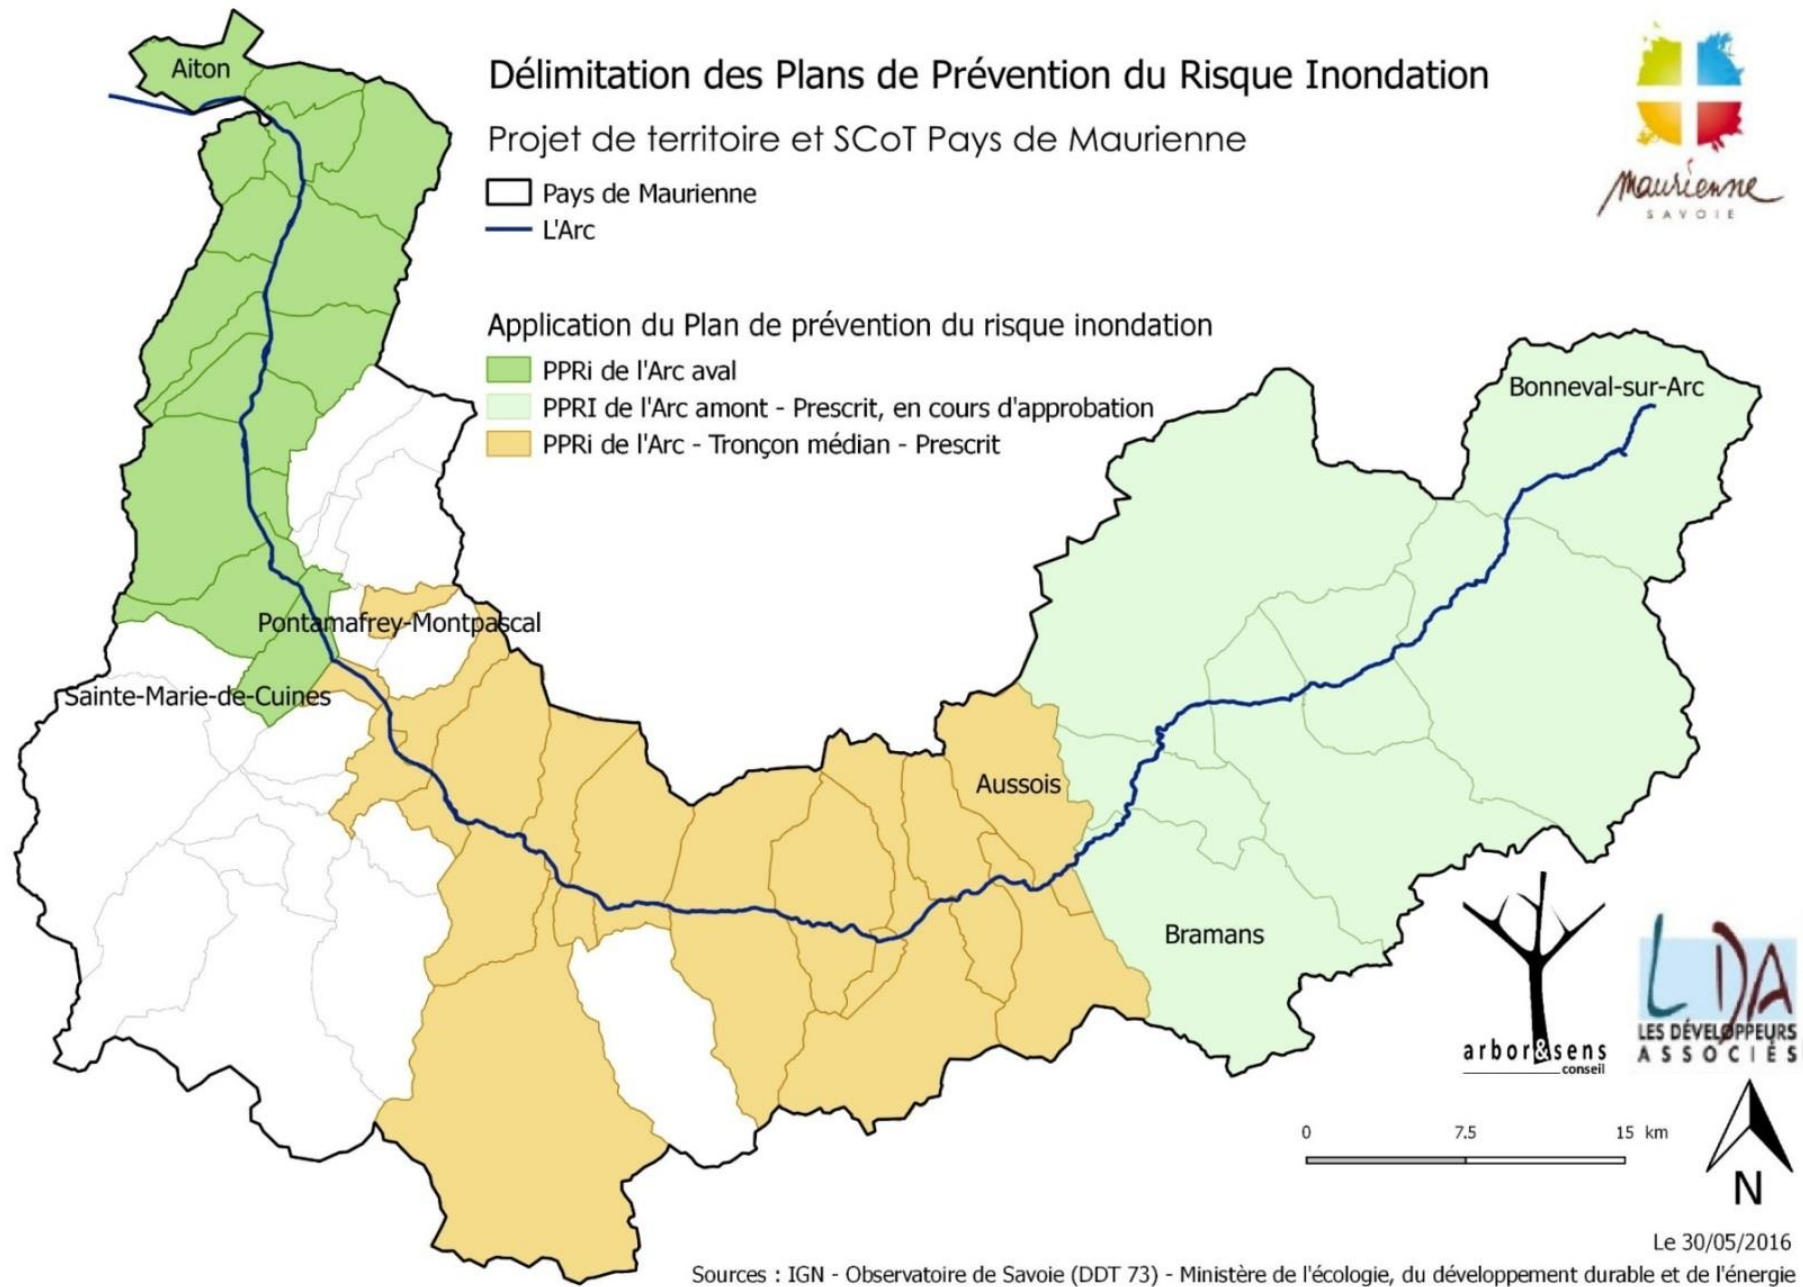 Aiton
Délimitation des Plans de Prévention du Risque Inondation
Projet de territoire et SCoT Pays de Maurienne
Pays de Maurienne
L'Arc
maurienne
SAVOIE
Application du Plan de prévention du risque inondation
PPRi de l'Arc aval
PPRI de l'Arc amont - Prescrit, en cours d'approbation
PPRi de l'Arc - Tronçon médian - Prescrit
Bonneval-sur-Arc
Pontamafrey-Montpascal
Sainte-Marie-de-Cuines
Aussois
Bramans
arbor&sens
conseil
LDA
LES DÉVELOPPEURS
ASSOCIÉS
0 7.5 15 km
N
Le 30/05/2016
Sources : IGN - Observatoire de Savoie (DDT 73) - Ministère de l'écologie, du développement durable et de l'énergie